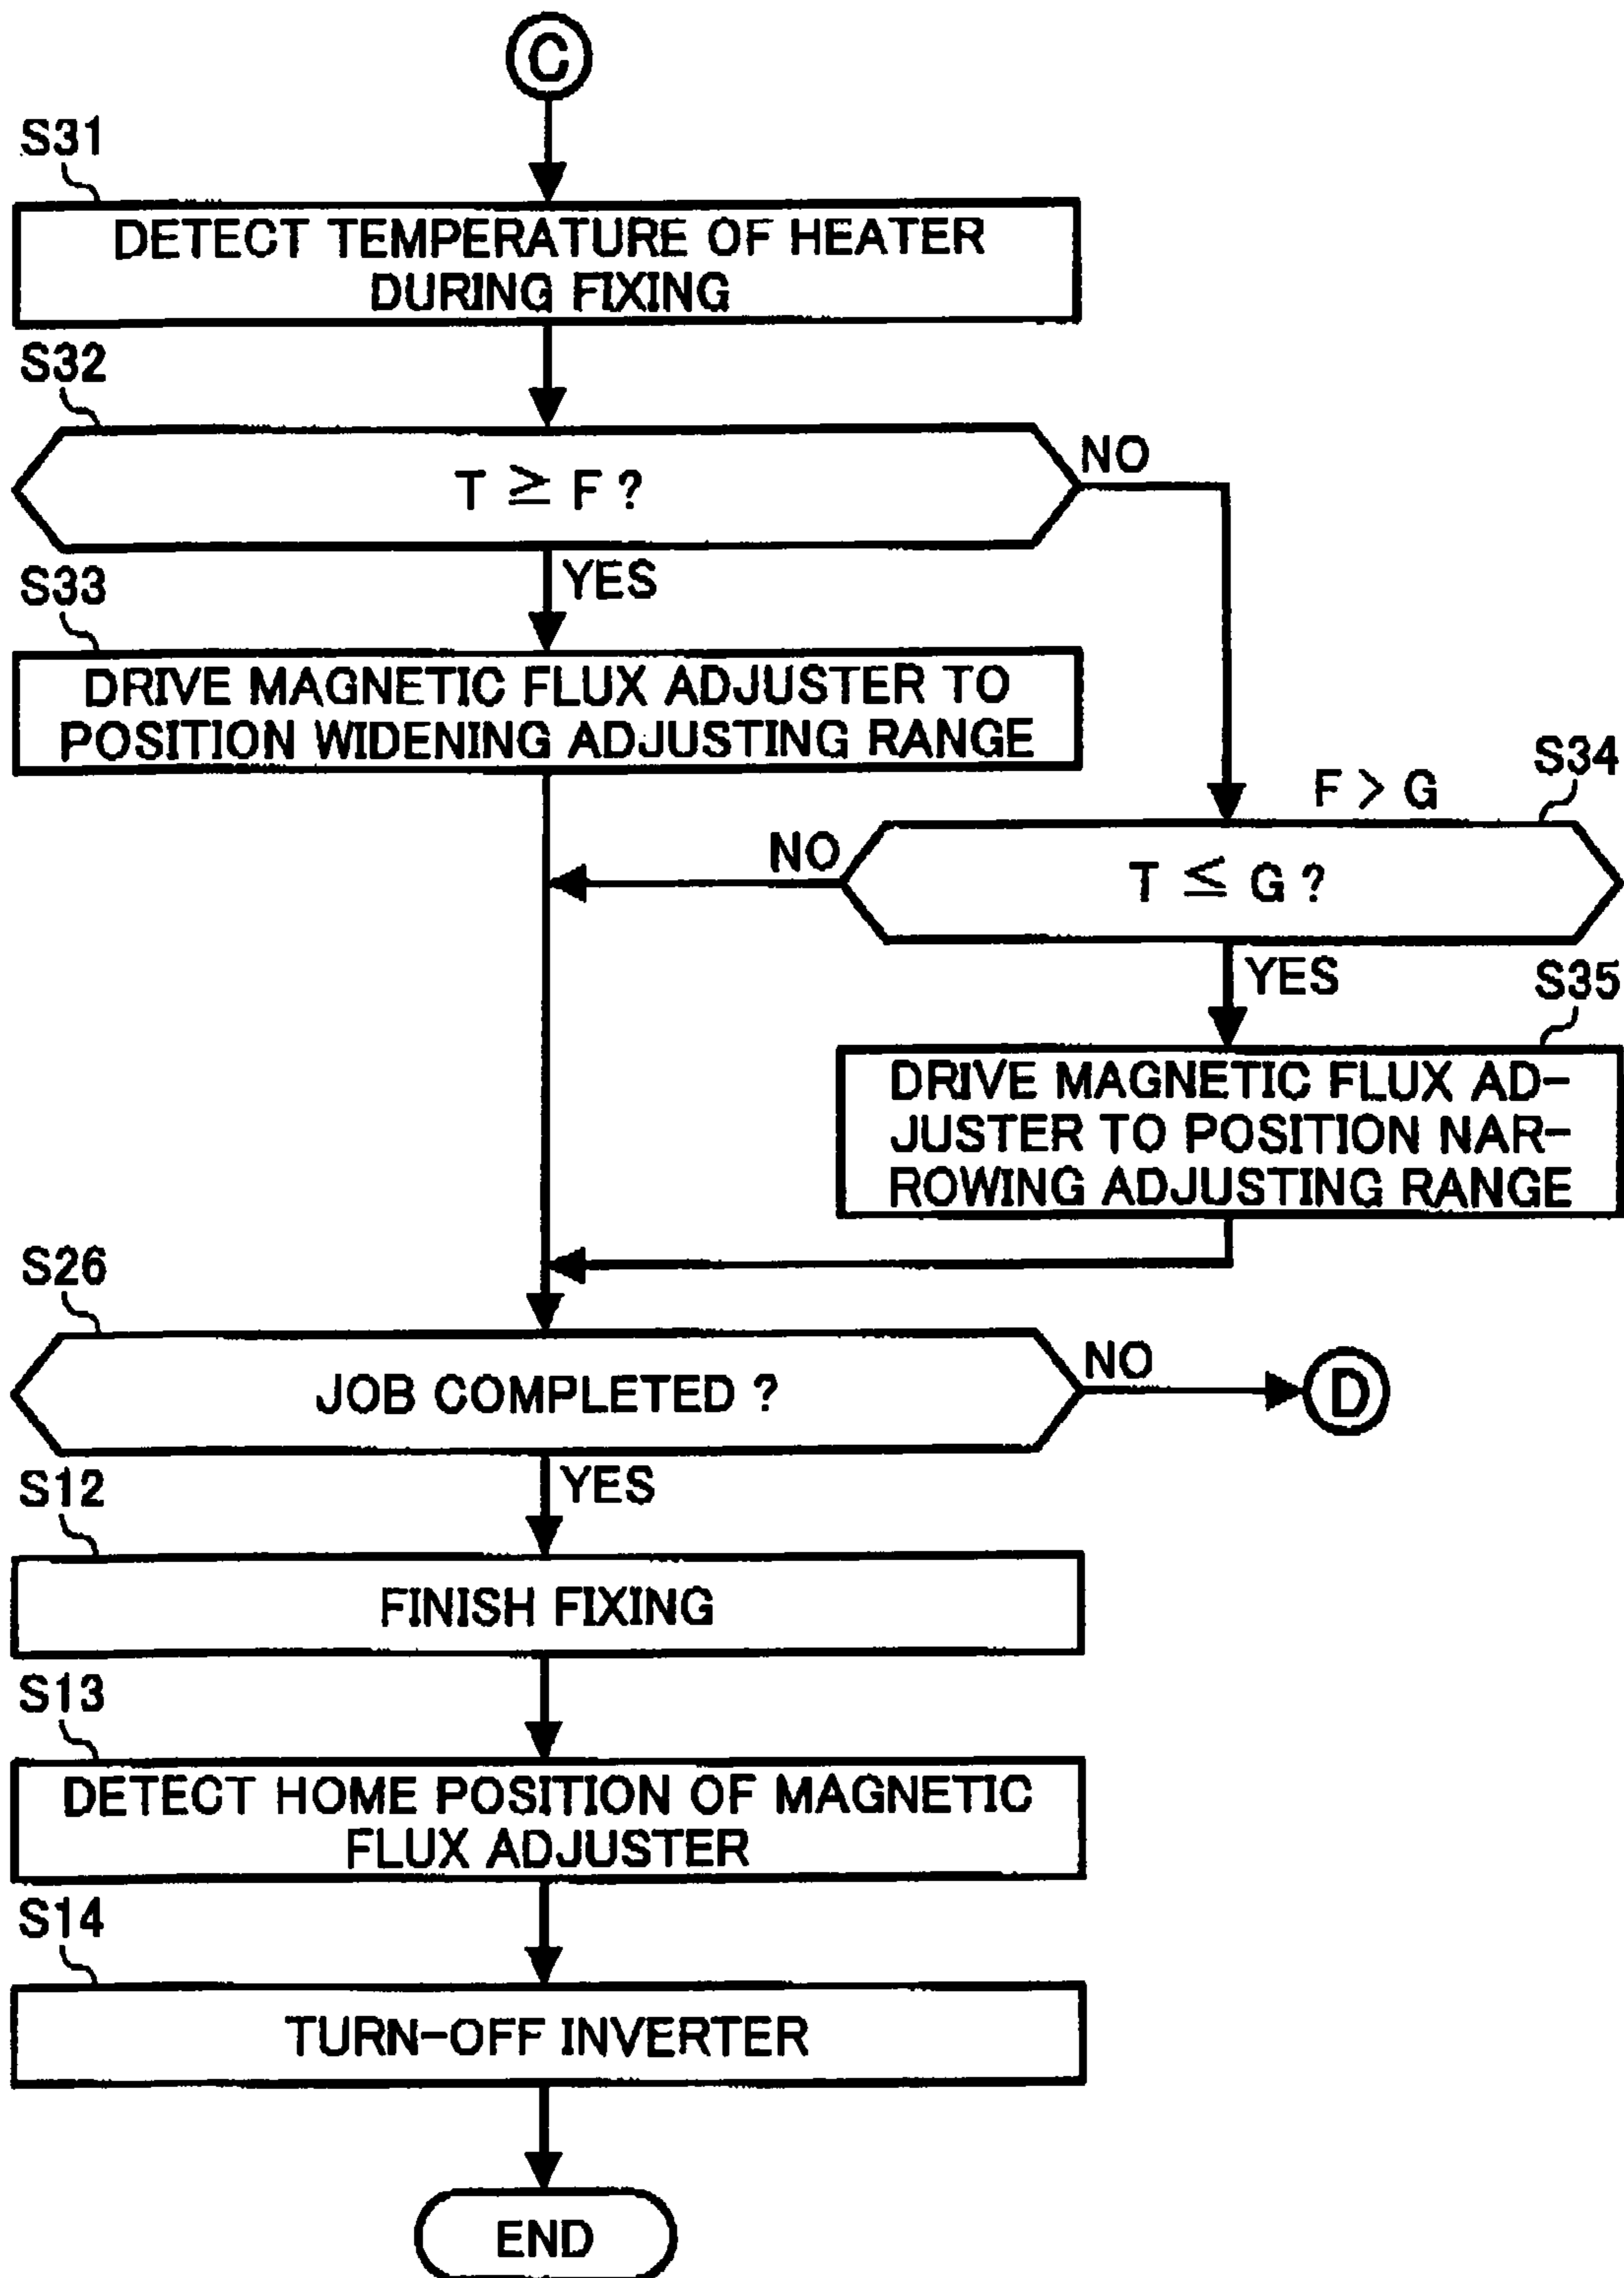 C
S31
DETECT TEMPERATURE OF HEATER
DURING FIXING
S32
T ≧ F ?
NO
YES
S33
DRIVE MAGNETIC FLUX ADJUSTER TO
POSITION WIDENING ADJUSTING RANGE
F > G
S34
T ≦ G ?
NO
YES
S35
DRIVE MAGNETIC FLUX AD-
JUSTER TO POSITION NAR-
ROWING ADJUSTING RANGE
S26
JOB COMPLETED ?
NO
D
YES
S12
FINISH FIXING
S13
DETECT HOME POSITION OF MAGNETIC
FLUX ADJUSTER
S14
TURN-OFF INVERTER
END